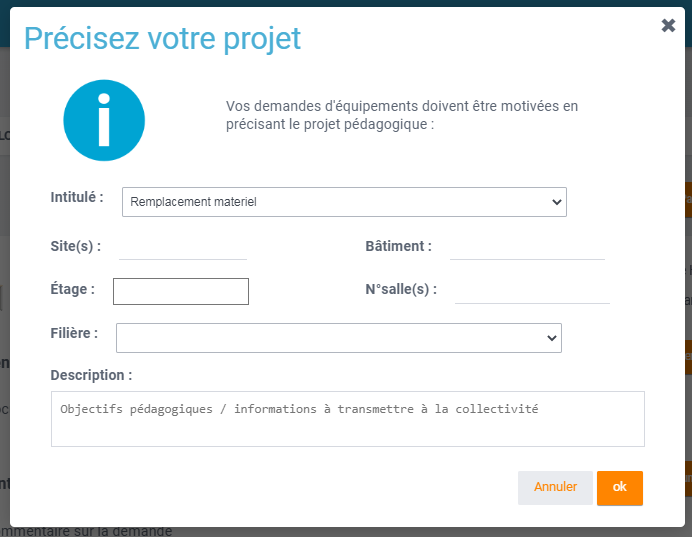 Précisez votre projet
Vos demandes d'équipements doivent être motivées en
précisant le projet pédagogique :
Intitulé :
Remplacement materiel
Site(s) :
Bâtiment :
Étage :
N°salle(s) :
Filière :
Description :
Objectifs pédagogiques / informations à transmettre à la collectivité
Annuler
ok
mmentaire sur la demande